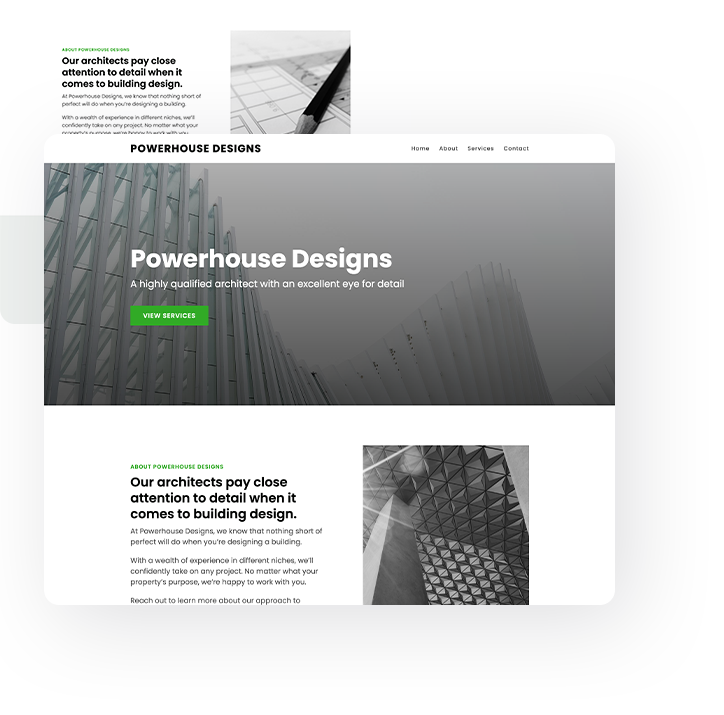 ABOUT POWERHOUSE DESIGNS
Our architects pay close
attention to detail when it
comes to building design.
At Powerhouse Designs, we know that nothing short of
perfect will do when you're designing a building.
With a wealth of experience in different niches, we'll
confidently take on any project. No matter what your
property's purpose, we're happy to work with you.
POWERHOUSE DESIGNS
Home About Services Contact
Powerhouse Designs
A highly qualified architect with an excellent eye for detail
VIEW SERVICES
ABOUT POWERHOUSE DESIGNS
Our architects pay close
attention to detail when it
comes to building design.
At Powerhouse Designs, we know that nothing short of
perfect will do when you're designing a building.
With a wealth of experience in different niches, we'll
confidently take on any project. No matter what your
property's purpose, we're happy to work with you.
Reach out to learn more about our approach to